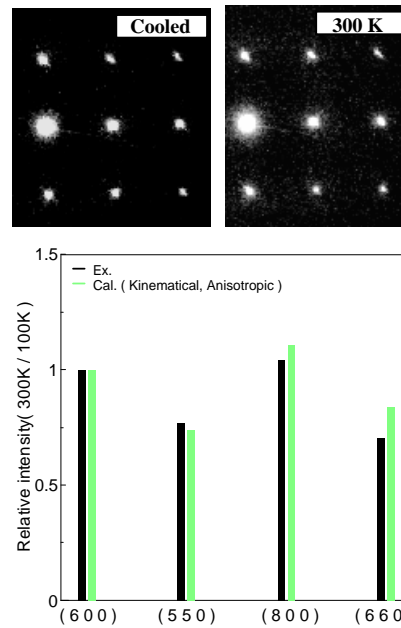 Cooled
300 K
1.5
Ex.
Cal. ( Kinematical, Anisotropic )
1
0.5
0
Relative intensity( 300K / 100K)
( 6 0 0 ) ( 5 5 0 ) ( 8 0 0 ) ( 6 6 0